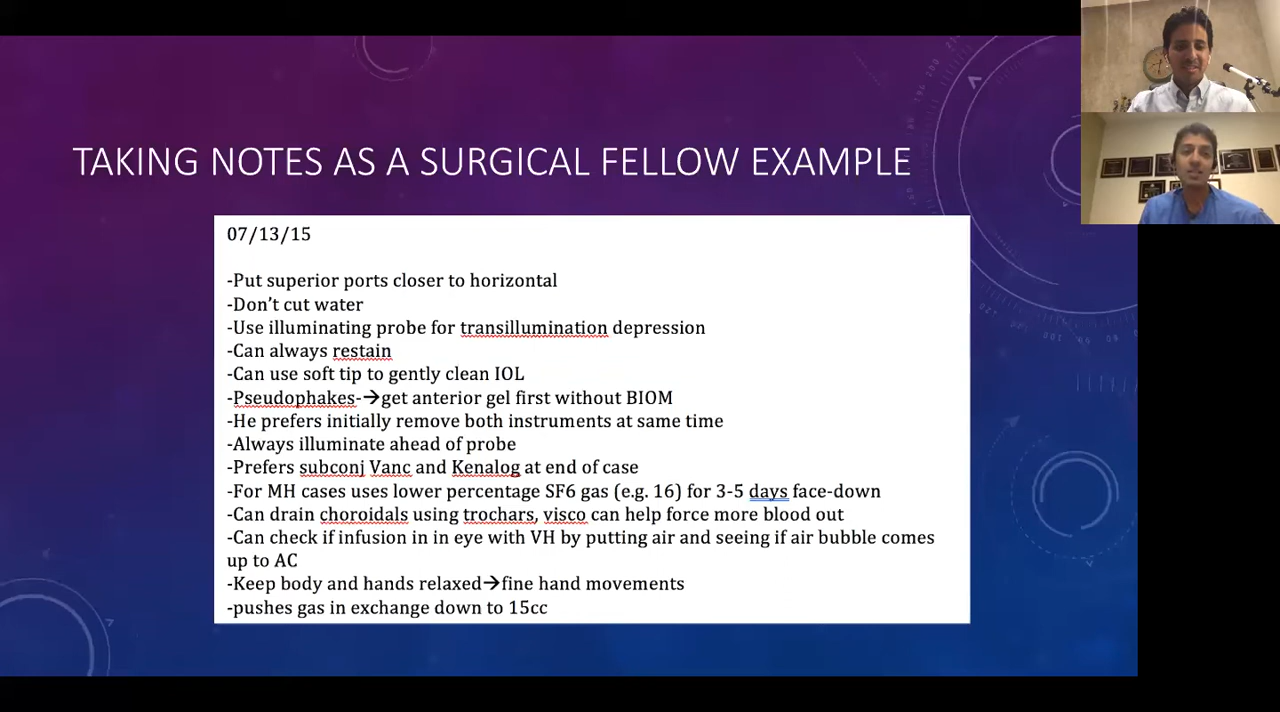 TAKING NOTES AS A SURGICAL FELLOW EXAMPLE
07/13/15
-Put superior ports closer to horizontal
-Don’t cut water
-Use illuminating probe for transillumination depression
-Can always restain
-Can use soft tip to gently clean IOL
-Pseudophakes-→get anterior gel first without BIOM
-He prefers initially remove both instruments at same time
-Always illuminate ahead of probe
-Prefers subconj Vanc and Kenalog at end of case
-For MH cases uses lower percentage SF6 gas (e.g. 16) for 3-5 days face-down
-Can drain choroidals using trochars, visco can help force more blood out
-Can check if infusion in in eye with VH by putting air and seeing if air bubble comes
up to AC
-Keep body and hands relaxed→fine hand movements
-pushes gas in exchange down to 15cc